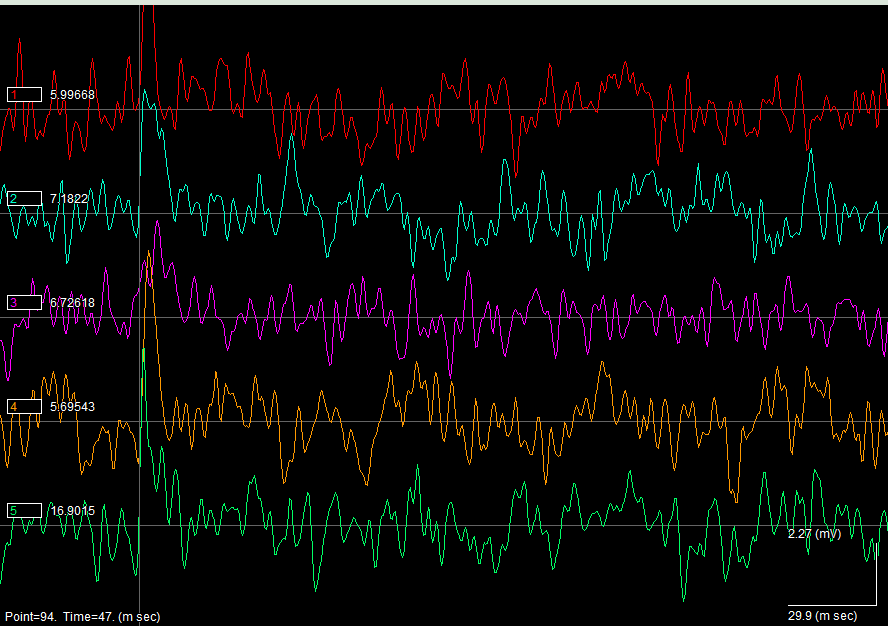 1 5.99668
2 7.1822
3 6.72618
4 5.69543
5 16.9015
2.27 (mV)
29.9 (m sec)
Point=94. Time=47. (m sec)